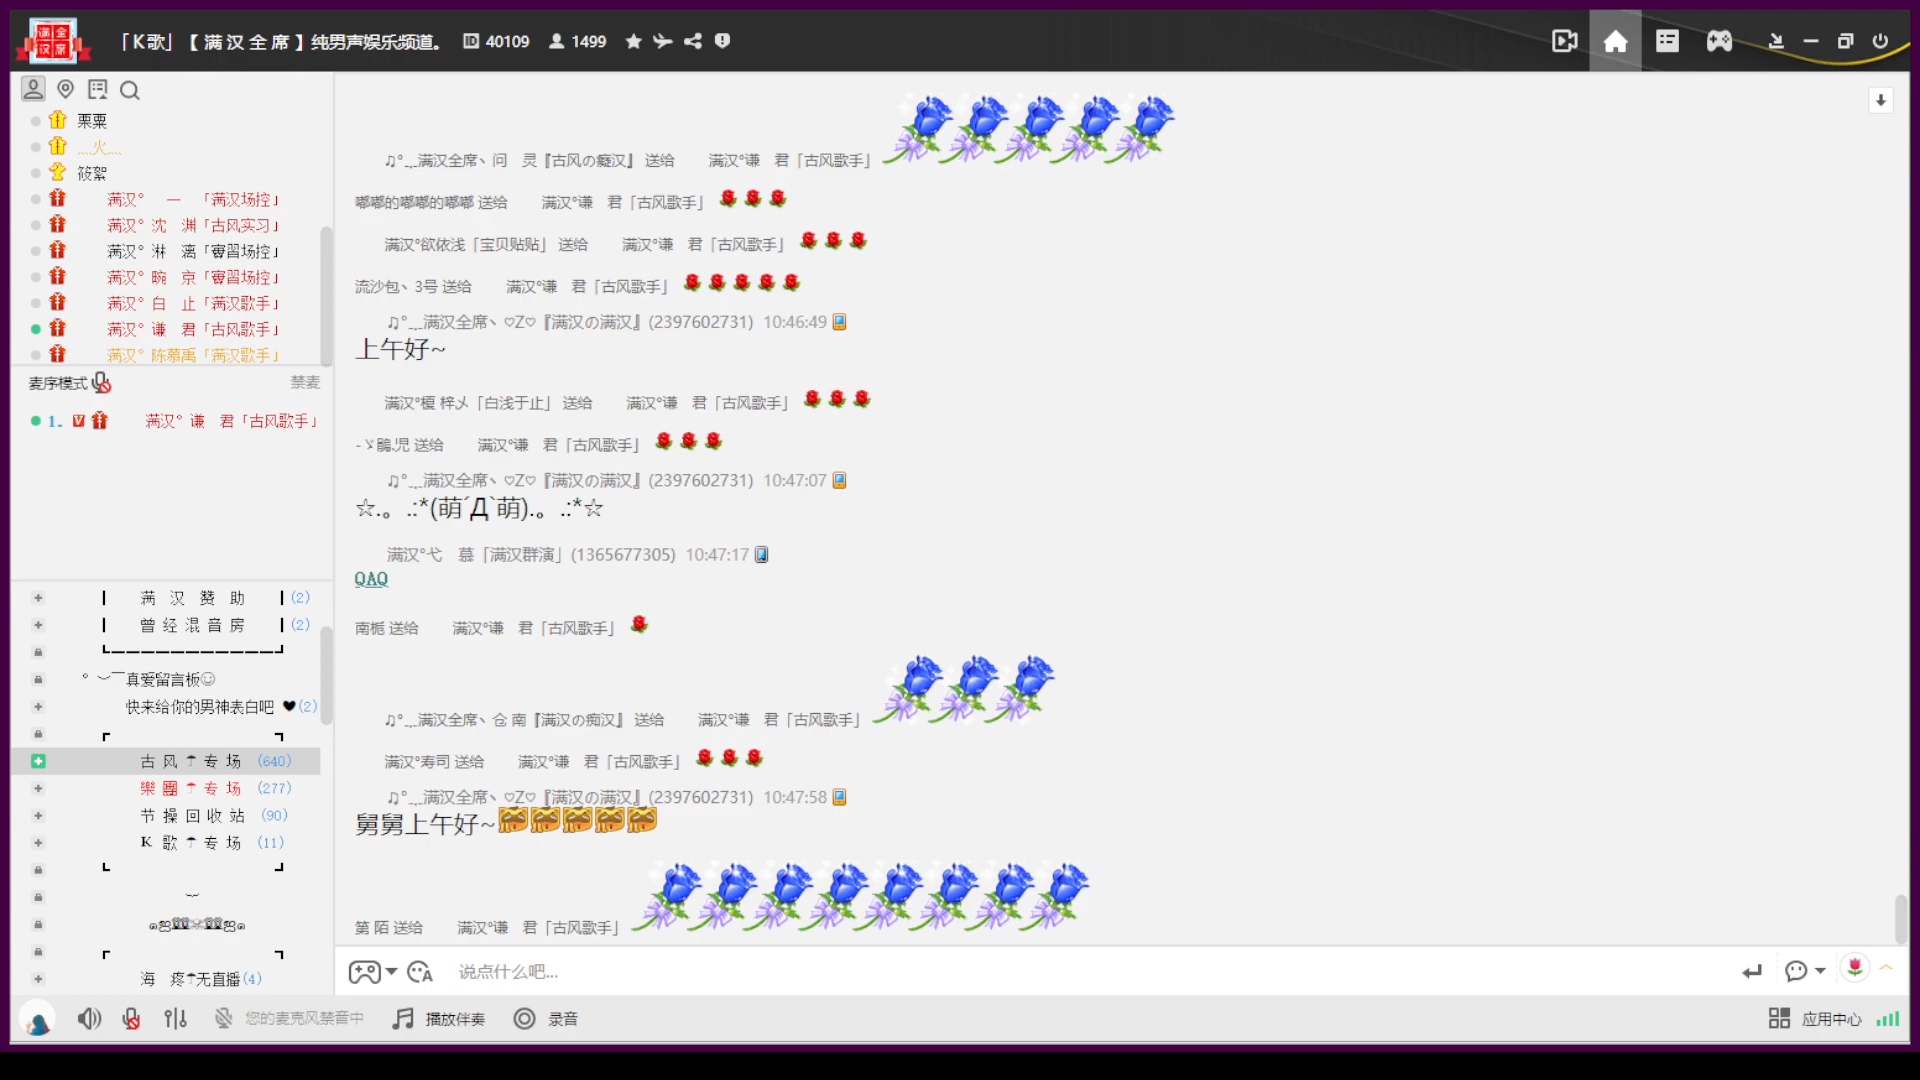 满汉全席
「K歌」【满汉全席】纯男声娱乐频道。 ID 40109 1499
栗粟
﹏火﹏
筱絮
满汉° 一 「满汉场控」
满汉° 沈 渊「古风实习」
满汉° 淋 漓「實習场控」
满汉° 晼 京「實習场控」
满汉° 白 止「满汉歌手」
满汉° 谦 君「古风歌手」
满汉° 陈慕禹「满汉歌手」
麦序模式 禁麦
1. V 满汉° 谦 君「古风歌手」
满 汉 赞 助 (2)
曾 经 混 音 房 (2)
真爱留言板
快来给你的男神表白吧 ♥(2)
古 风 ☂ 专 场 (640)
樂 團 ☂ 专 场 (277)
节 操 回 收 站 (90)
K 歌 ☂ 专 场 (11)
海 疼☂无直播(4)
♫°﹎满汉全席丶问 灵『古风の癡汉』 送给 满汉°谦 君「古风歌手」
嘟嘟的嘟嘟的嘟嘟 送给 满汉°谦 君「古风歌手」
满汉°欲依浅「宝贝贴贴」 送给 满汉°谦 君「古风歌手」
流沙包丶3号 送给 满汉°谦 君「古风歌手」
♫°﹎满汉全席丶♡Z♡『满汉の满汉』(2397602731) 10:46:49
上午好~
满汉°榎 梓乄「白浅于止」 送给 满汉°谦 君「古风歌手」
送给 满汉°谦 君「古风歌手」
♫°﹎满汉全席丶♡Z♡『满汉の满汉』(2397602731) 10:47:07
☆.。.:*(萌´Д`萌).。.:*☆
满汉°弋 慕「满汉群演」(1365677305) 10:47:17
QAQ
南栀 送给 满汉°谦 君「古风歌手」
♫°﹎满汉全席丶仓 南『满汉の痴汉』 送给 满汉°谦 君「古风歌手」
满汉°寿司 送给 满汉°谦 君「古风歌手」
♫°﹎满汉全席丶♡Z♡『满汉の满汉』(2397602731) 10:47:58
舅舅上午好~
第 陌 送给 满汉°谦 君「古风歌手」
说点什么吧...
您的麦克风禁音中 播放伴奏 录音 应用中心